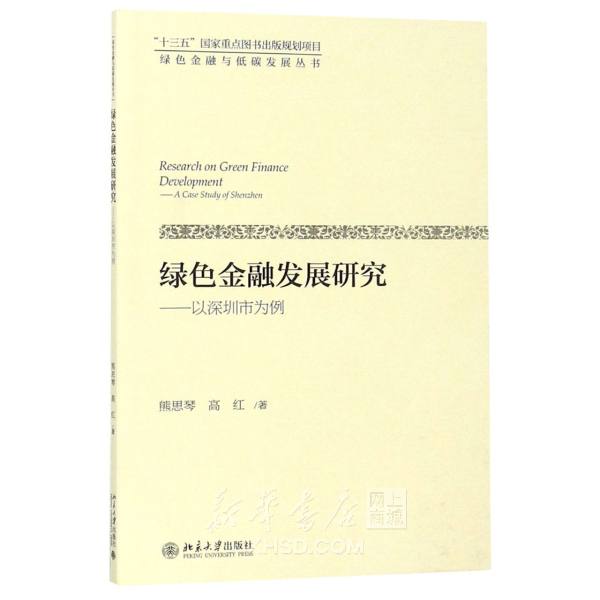 "十三五"国家重点图书出版规划项目
绿色金融与低碳发展丛书
Research on Green Finance
Development
——A Case Study of Shenzhen
绿色金融发展研究
——以深圳市为例
熊思琴 高 红 /著
北京大学出版社
PEKING UNIVERSITY PRESS
绿色金融发展研究
——以深圳市为例
熊思琴 高 红 著
北京大学出版社
新华书店
网上
商城
XHSD.COM